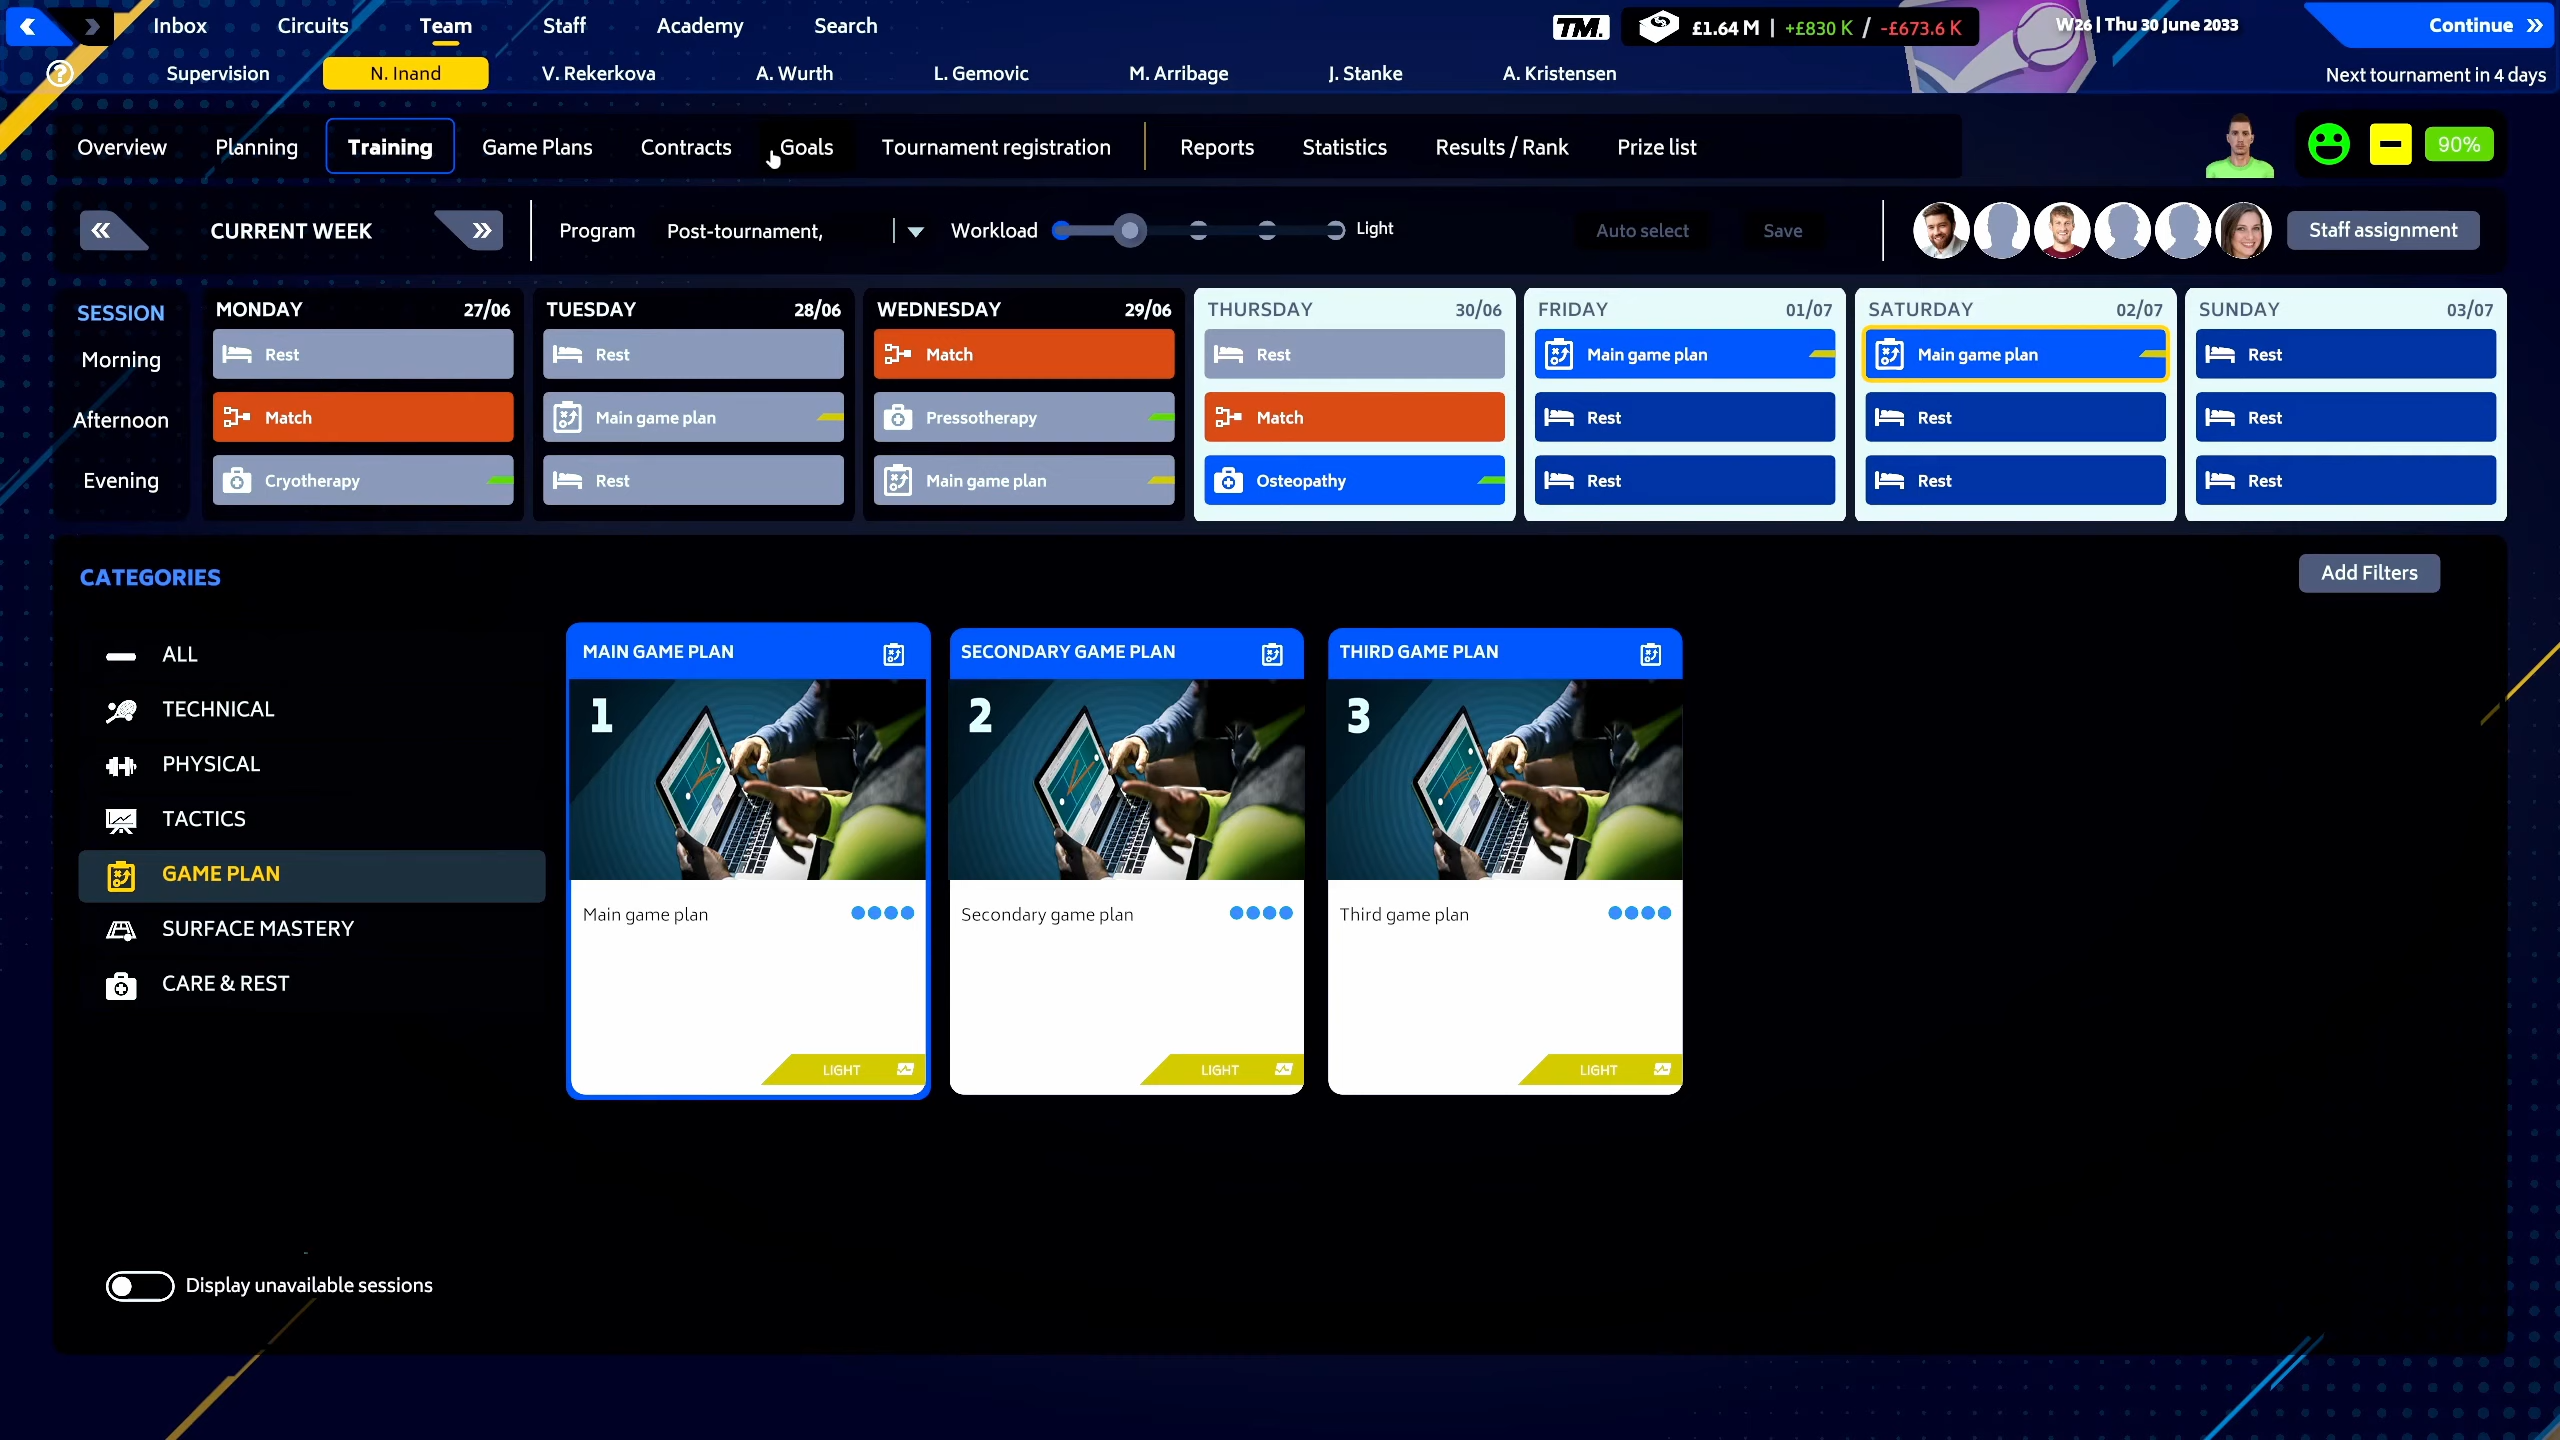 Inbox Circuits Team Staff Academy Search TM. £1.64 M | +£830 K / -£673.6 K W26 | Thu 30 June 2033 Continue
Supervision N. Inand V. Rekerkova A. Wurth L. Gemovic M. Arribage J. Stanke A. Kristensen Next tournament in 4 days
Overview Planning Training Game Plans Contracts Goals Tournament registration Reports Statistics Results / Rank Prize list 90%
CURRENT WEEK Program Post-tournament, Workload Light Auto select Save Staff assignment
SESSION MONDAY 27/06 TUESDAY 28/06 WEDNESDAY 29/06 THURSDAY 30/06 FRIDAY 01/07 SATURDAY 02/07 SUNDAY 03/07
Morning Rest Rest Match Rest Main game plan Main game plan Rest
Afternoon Match Main game plan Pressotherapy Match Rest Rest Rest
Evening Cryotherapy Rest Main game plan Osteopathy Rest Rest Rest
CATEGORIES Add Filters
ALL
TECHNICAL
PHYSICAL
TACTICS
GAME PLAN
SURFACE MASTERY
CARE & REST
MAIN GAME PLAN
1
Main game plan
LIGHT
SECONDARY GAME PLAN
2
Secondary game plan
LIGHT
THIRD GAME PLAN
3
Third game plan
LIGHT
Display unavailable sessions